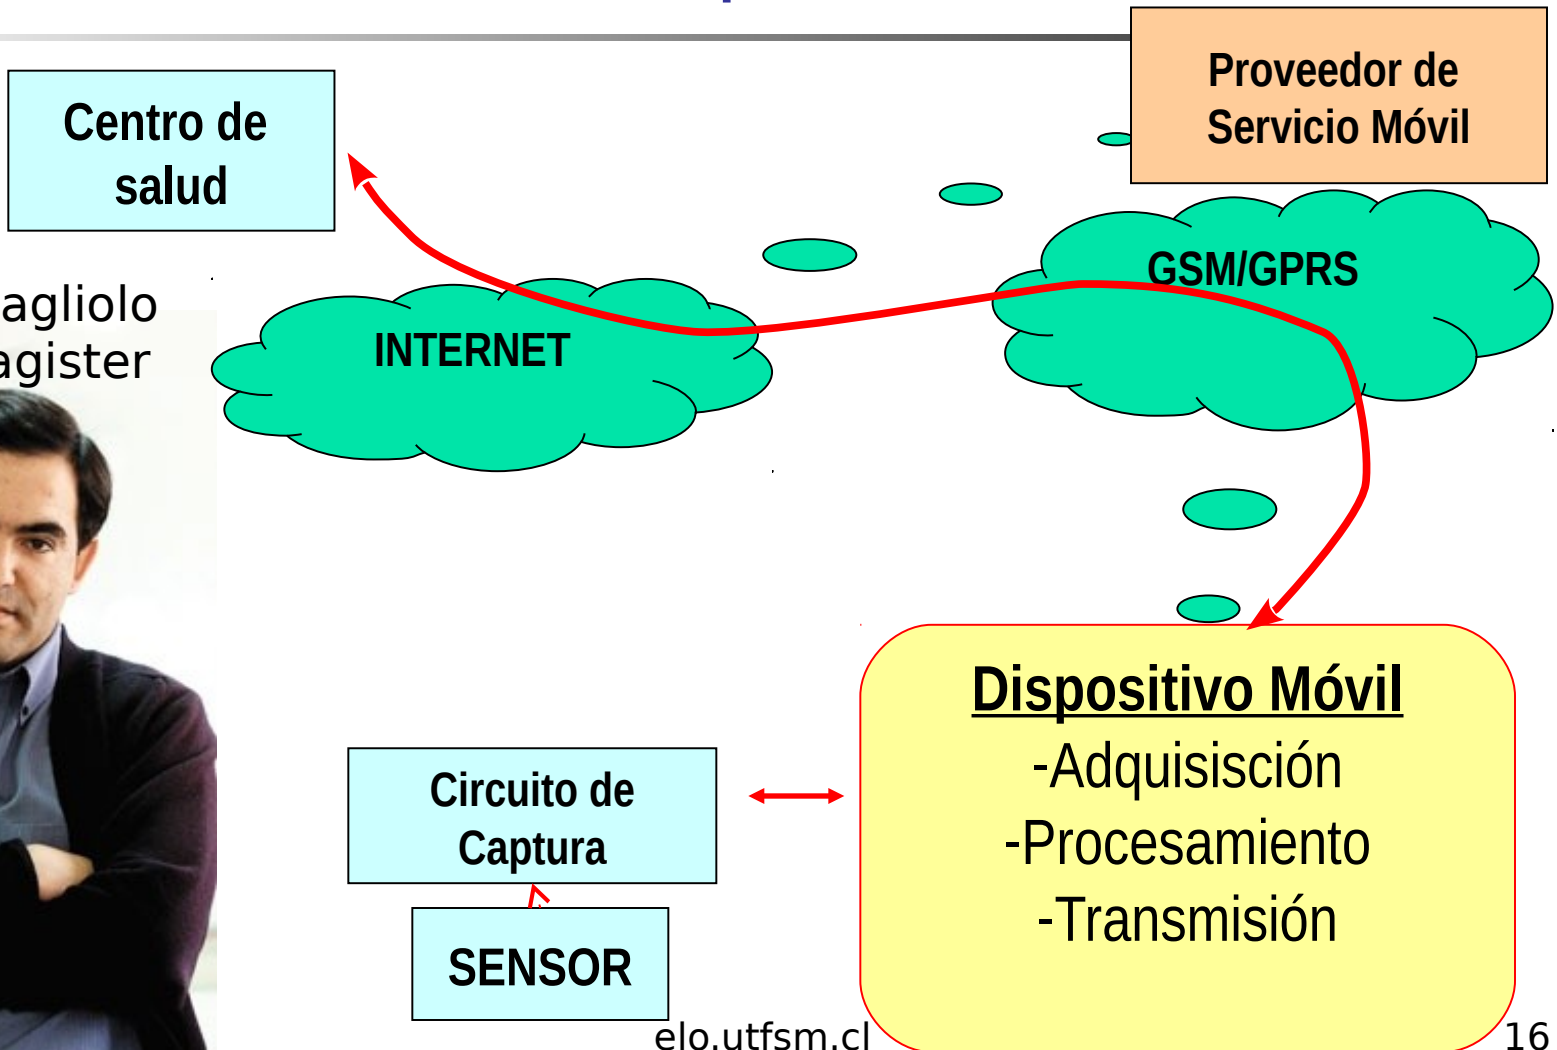 Proveedor de
Servicio Móvil
Centro de
salud
GSM/GPRS
agliolo
agister
INTERNET
Dispositivo Móvil
-Adquisisción
-Procesamiento
-Transmisión
Circuito de
Captura
SENSOR
elo.utfsm.cl
16